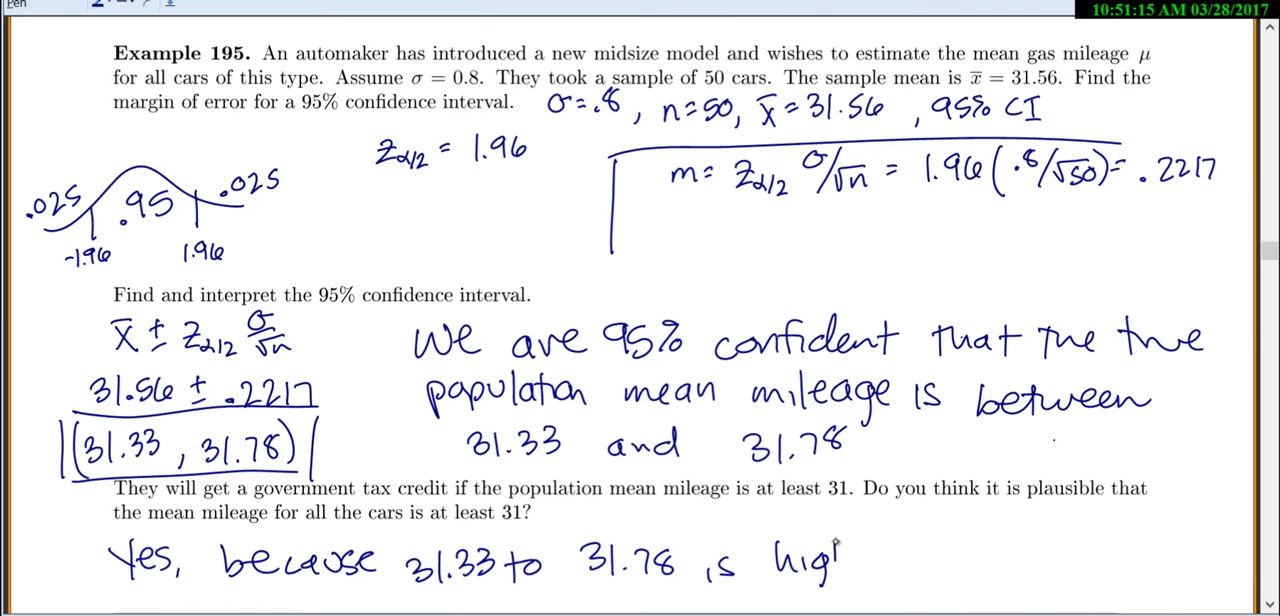 Pen
10:51:15 AM 03/28/2017
Example 195. An automaker has introduced a new midsize model and wishes to estimate the mean gas mileage μ
for all cars of this type. Assume σ = 0.8. They took a sample of 50 cars. The sample mean is x̅ = 31.56. Find the
margin of error for a 95% confidence interval.
σ=.8, n=50, x̅=31.56, 95% CI
Zα/2 = 1.96
m= Zα/2 σ/√n = 1.96(.8/√50)= .2217
.025 .95 .025
-1.96 1.96
Find and interpret the 95% confidence interval.
x̅ ± Zα/2 σ/√n
31.56 ± .2217
(31.33, 31.78)
We are 95% confident that the true
population mean mileage is between
31.33 and 31.78
They will get a government tax credit if the population mean mileage is at least 31. Do you think it is plausible that
the mean mileage for all the cars is at least 31?
Yes, because 31.33 to 31.78 is high